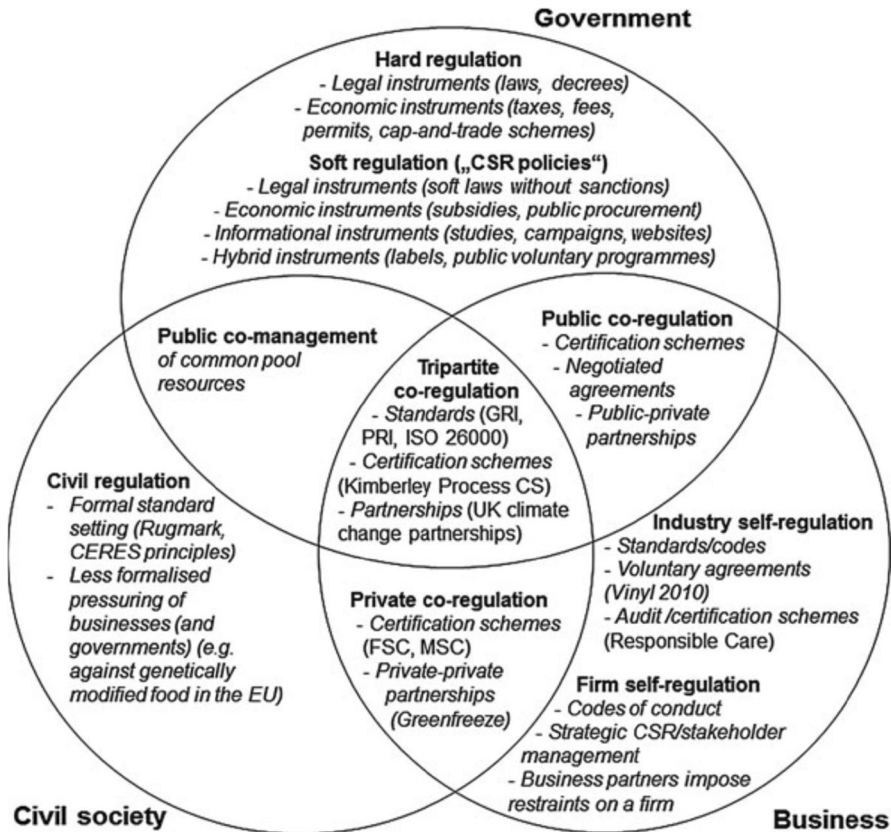 Government
Hard regulation
- Legal instruments (laws, decrees)
- Economic instruments (taxes, fees,
permits, cap-and-trade schemes)
Soft regulation („CSR policies“)
- Legal instruments (soft laws without sanctions)
- Economic instruments (subsidies, public procurement)
- Informational instruments (studies, campaigns, websites)
- Hybrid instruments (labels, public voluntary programmes)
Public co-management
of common pool
resources
Tripartite
co-regulation
- Standards (GRI,
PRI, ISO 26000)
- Certification schemes
(Kimberley Process CS)
- Partnerships (UK climate
change partnerships)
Public co-regulation
- Certification schemes
- Negotiated
agreements
- Public-private
partnerships
Civil regulation
- Formal standard
setting (Rugmark,
CERES principles)
- Less formalised
pressuring of
businesses (and
governments) (e.g.
against genetically
modified food in the EU)
Private co-regulation
- Certification schemes
(FSC, MSC)
- Private-private
partnerships
(Greenfreeze)
Industry self-regulation
- Standards/codes
- Voluntary agreements
(Vinyl 2010)
- Audit/certification schemes
(Responsible Care)
Firm self-regulation
- Codes of conduct
- Strategic CSR/stakeholder
management
- Business partners impose
restraints on a firm
Civil society
Business